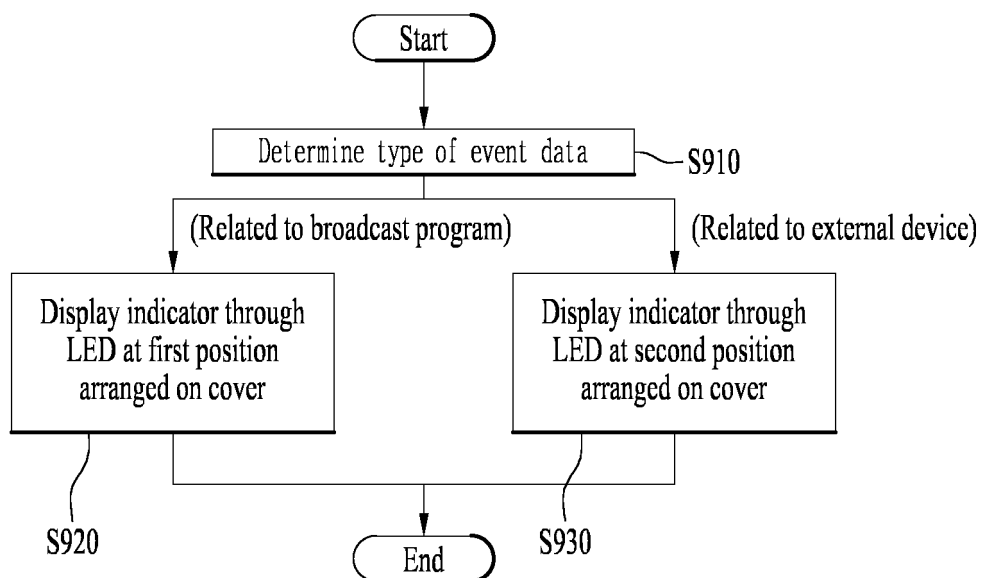 Start
Determine type of event data
S910
(Related to broadcast program)
(Related to external device)
Display indicator through
LED at first position
arranged on cover
Display indicator through
LED at second position
arranged on cover
S920
S930
End